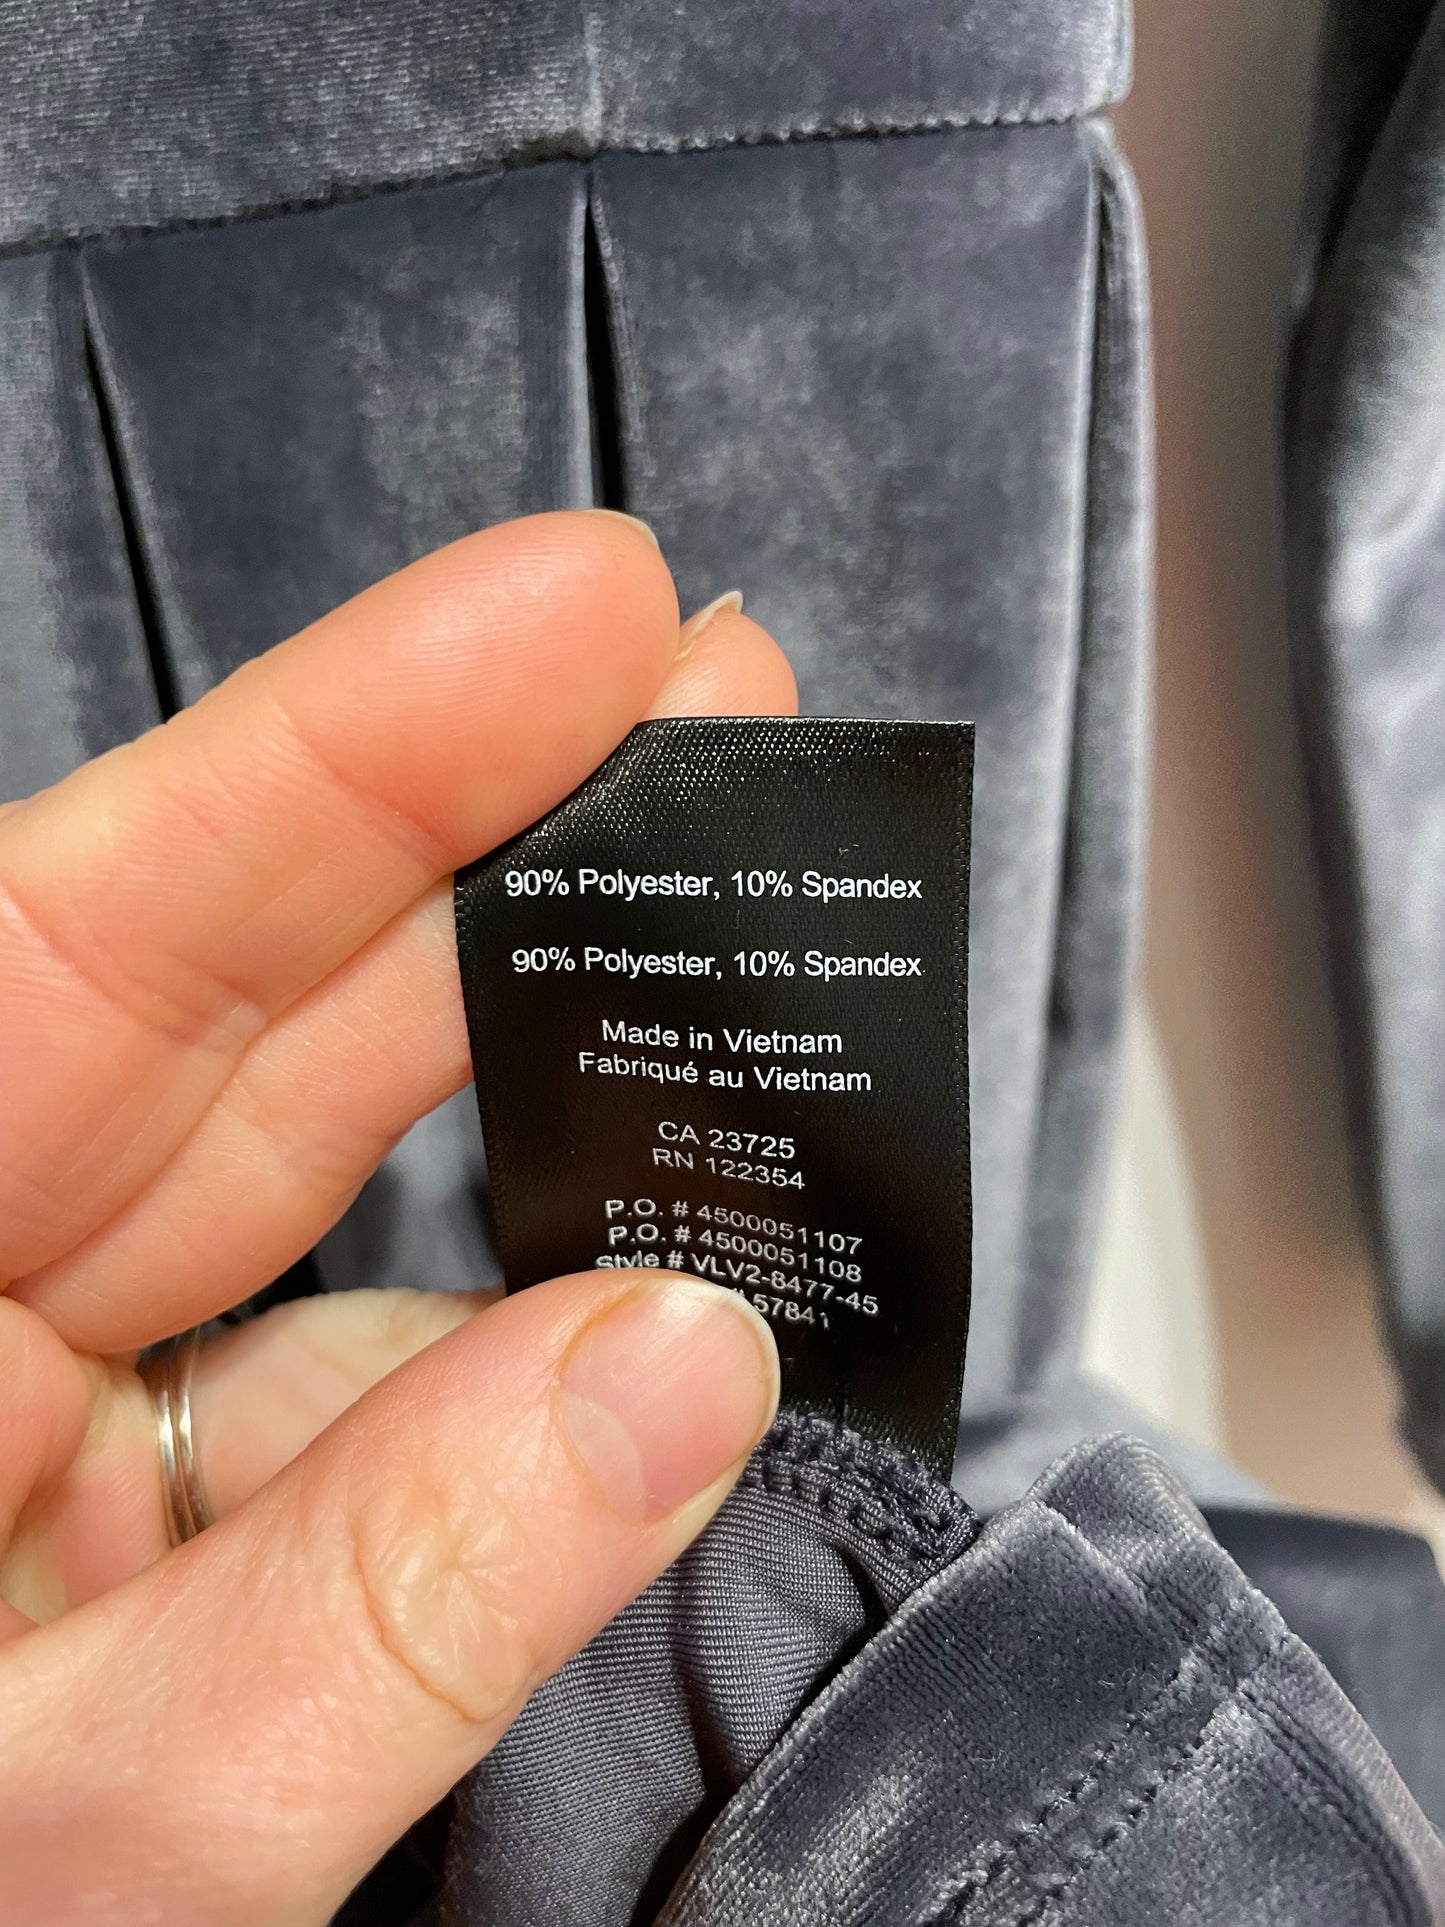 90% Polyester, 10% Spandex
90% Polyester, 10% Spandex
Made in Vietnam
Fabriqué au Vietnam
CA 23725
RN 122354
P.O. # 4500051107
P.O. # 4500051108
Style # VLV2-8477-45
# 57841